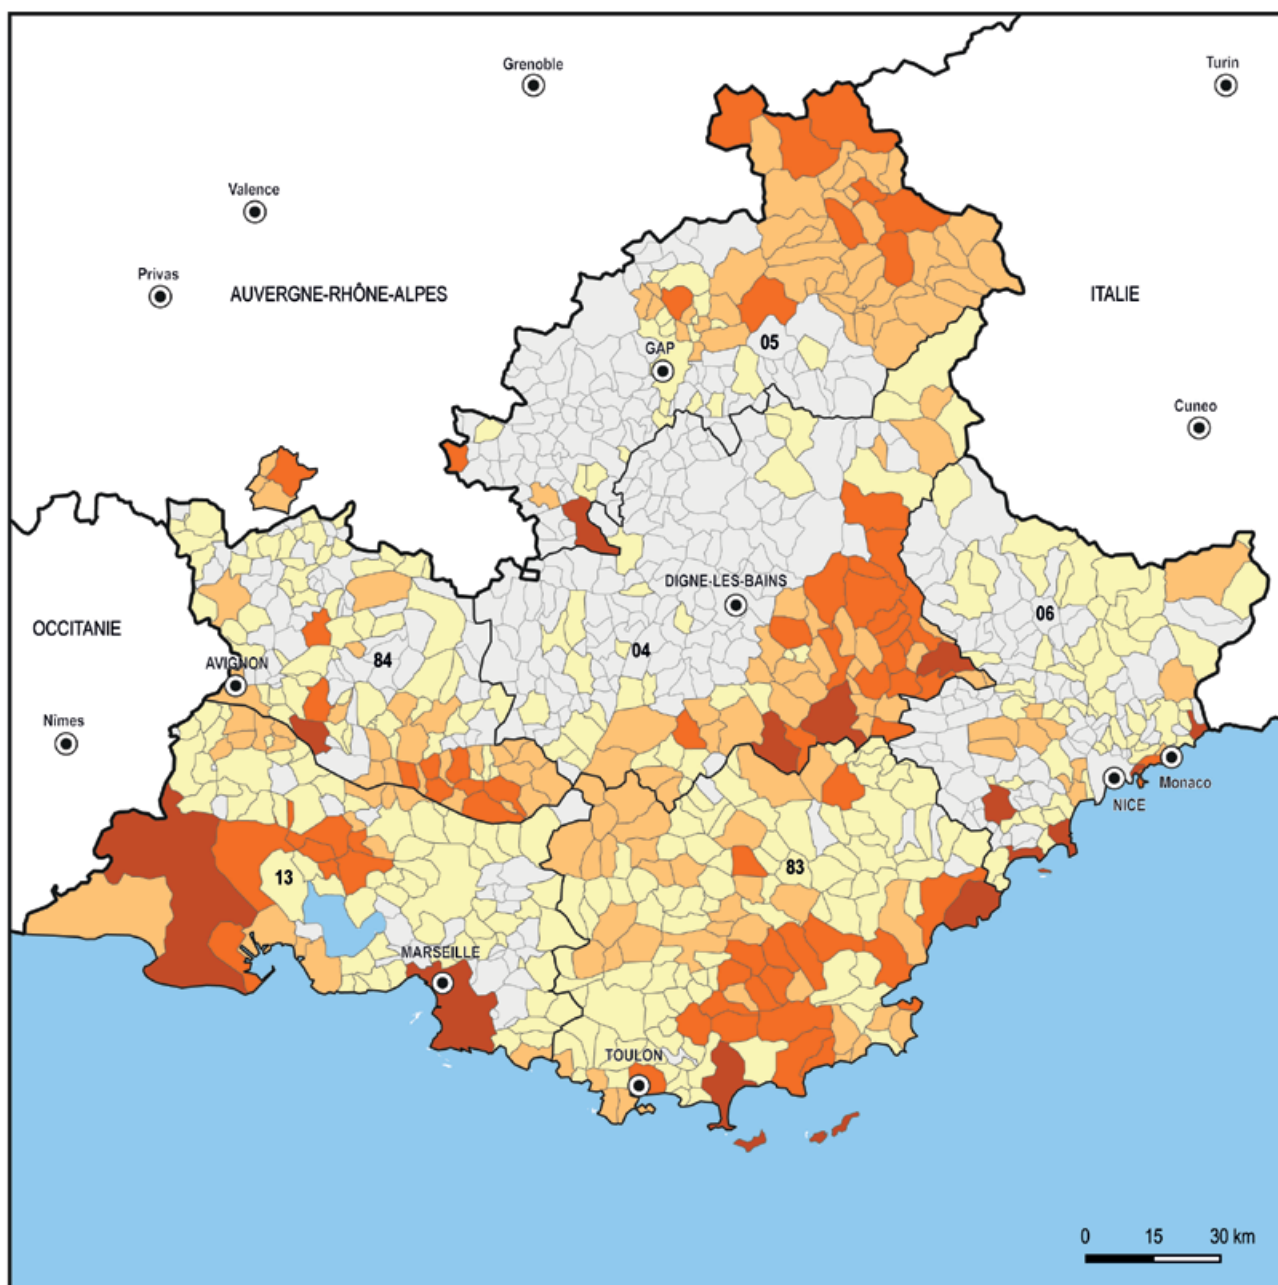 Grenoble
Turin
Valence
Privas
AUVERGNE-RHÔNE-ALPES
ITALIE
05
GAP
Cuneo
DIGNE-LES-BAINS
06
OCCITANIE
04
84
AVIGNON
Nîmes
Monaco
NICE
83
13
MARSEILLE
TOULON
0 15 30 km